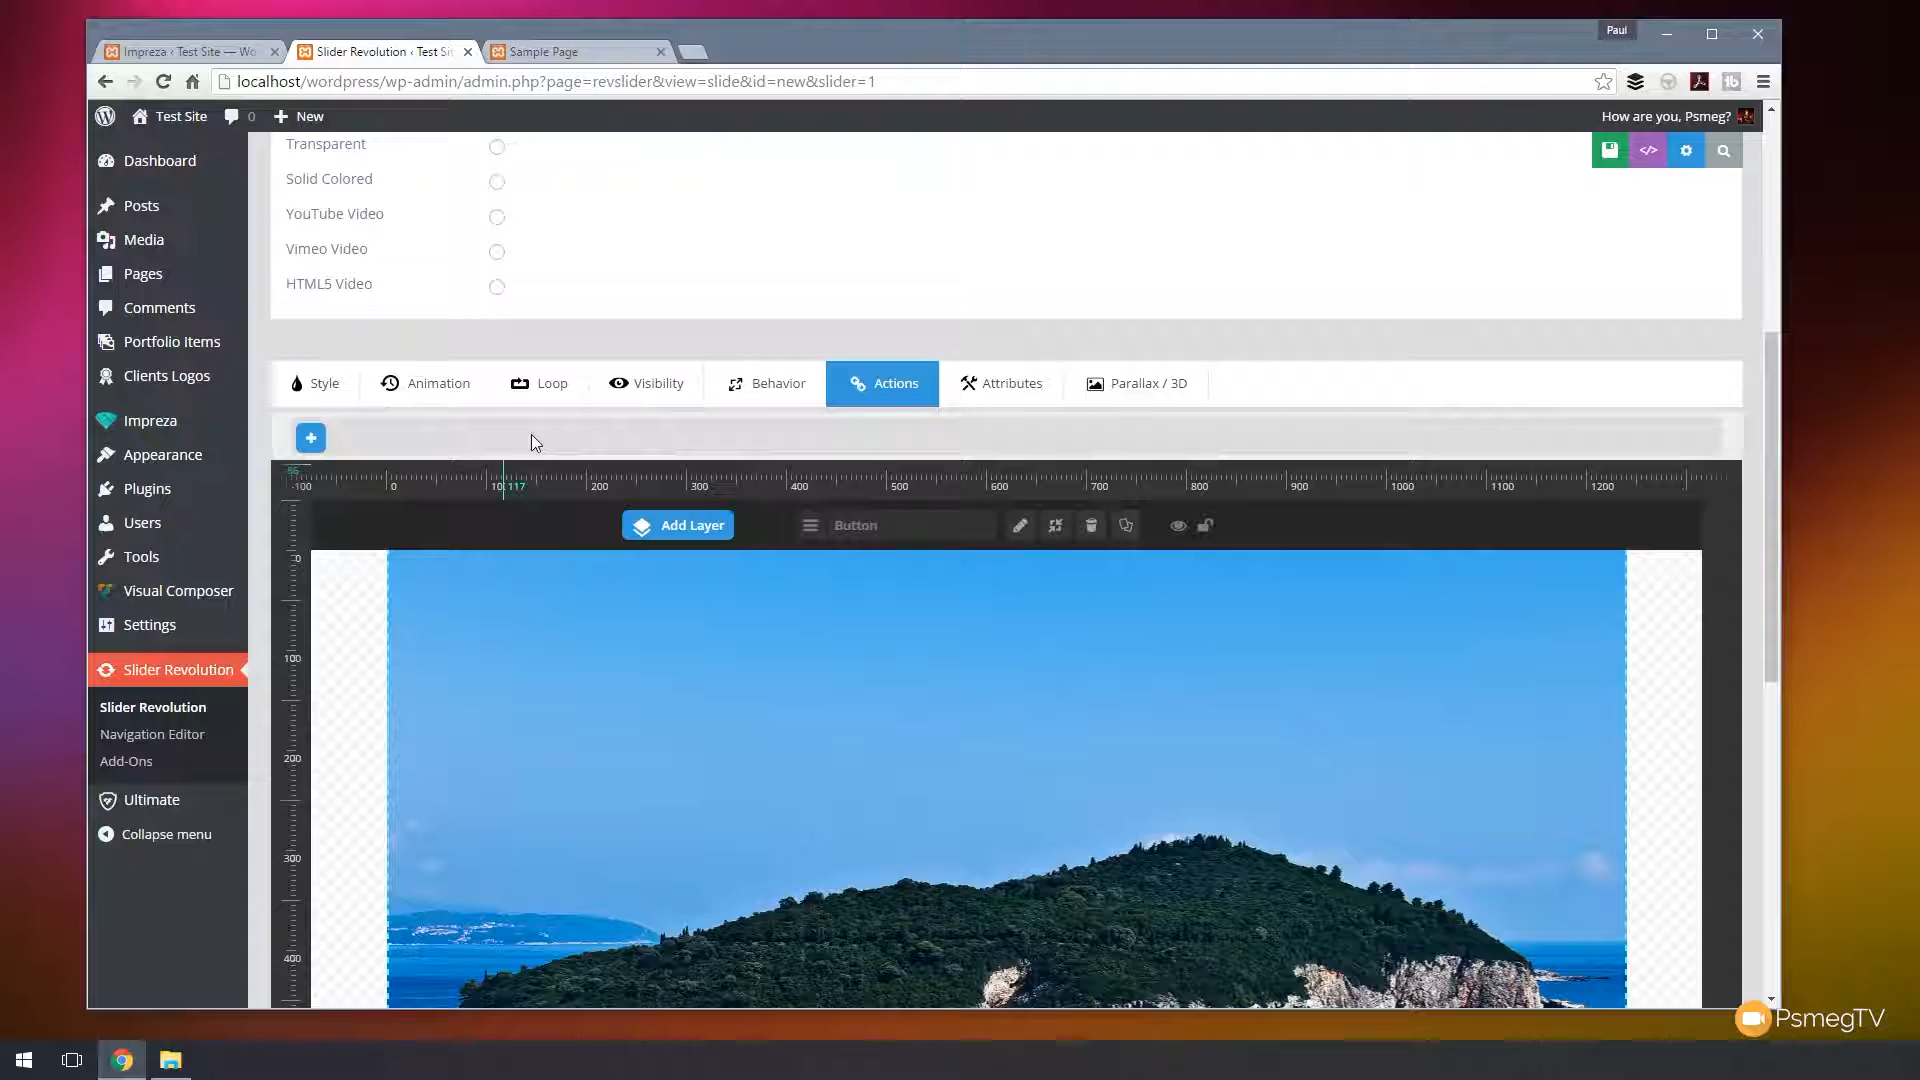 Paul
Impreza ‹ Test Site — Wo
Slider Revolution ‹ Test Si
Sample Page
localhost/wordpress/wp-admin/admin.php?page=revslider&view=slide&id=new&slider=1
Test Site
0
New
How are you, Psmeg?
Dashboard
Posts
Media
Pages
Comments
Portfolio Items
Clients Logos
Impreza
Appearance
Plugins
Users
Tools
Visual Composer
Settings
Slider Revolution
Slider Revolution
Navigation Editor
Add-Ons
Ultimate
Collapse menu
Transparent
Solid Colored
YouTube Video
Vimeo Video
HTML5 Video
</>
Style
Animation
Loop
Visibility
Behavior
Actions
Attributes
Parallax / 3D
+
-100 0 10 117 200 300 400 500 600 700 800 900 1000 1100 1200
Add Layer
Button
0
100
200
300
400
PsmegTV